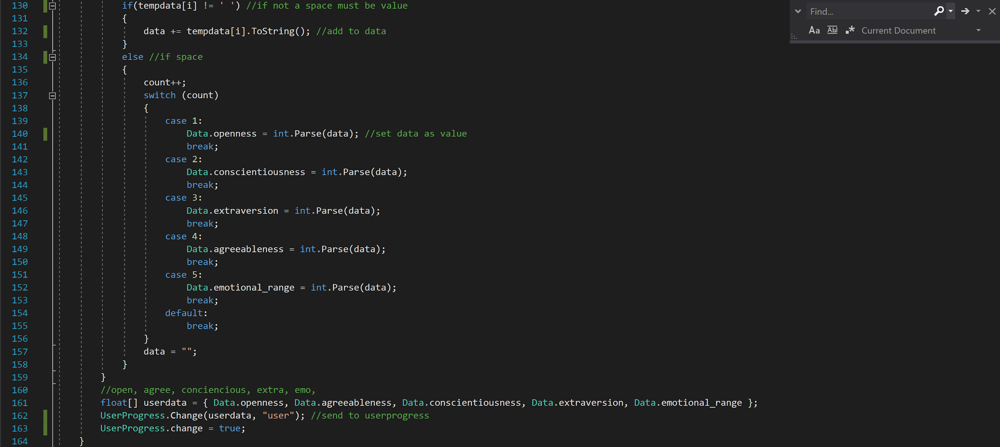 130 if(tempdata[i] != ' ') //if not a space must be value
131 {
132 data += tempdata[i].ToString(); //add to data
133 }
134 else //if space
135 {
136 count++;
137 switch (count)
138 {
139 case 1:
140 Data.openness = int.Parse(data); //set data as value
141 break;
142 case 2:
143 Data.conscientiousness = int.Parse(data);
144 break;
145 case 3:
146 Data.extraversion = int.Parse(data);
147 break;
148 case 4:
149 Data.agreeableness = int.Parse(data);
150 break;
151 case 5:
152 Data.emotional_range = int.Parse(data);
153 break;
154 default:
155 break;
156 }
157 data = "";
158 }
159 }
160 //open, agree, conciencious, extra, emo,
161 float[] userdata = { Data.openness, Data.agreeableness, Data.conscientiousness, Data.extraversion, Data.emotional_range };
162 UserProgress.Change(userdata, "user"); //send to userprogress
163 UserProgress.change = true;
164 }
Find...
Aa Abl .* Current Document